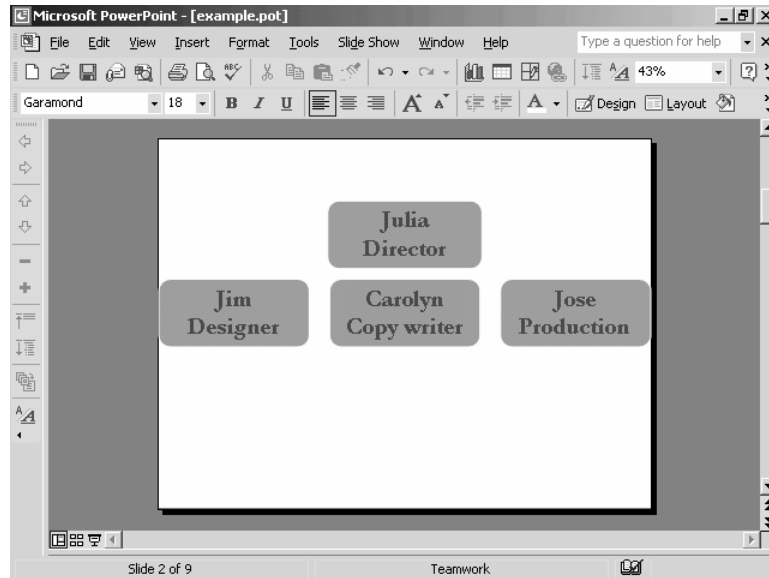 Microsoft PowerPoint - [example.pot]
File Edit View Insert Format Tools Slide Show Window Help Type a question for help
ABC 43%
Garamond 18 B I U A A A Design Layout
Julia
Director
Jim Carolyn Jose
Designer Copy writer Production
Slide 2 of 9 Teamwork